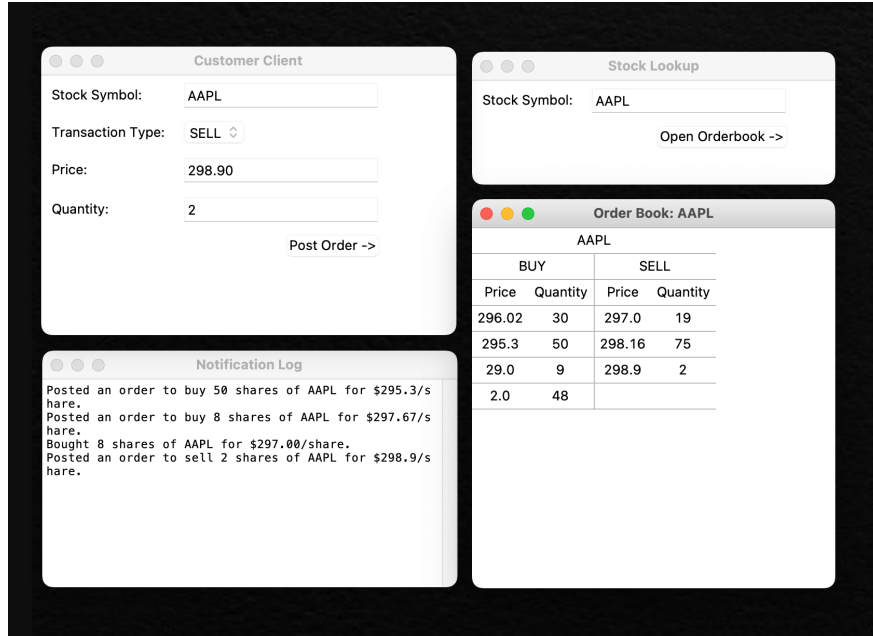 Customer Client
Stock Symbol: AAPL
Transaction Type: SELL
Price: 298.90
Quantity: 2
Post Order ->
Stock Lookup
Stock Symbol: AAPL
Open Orderbook ->
Notification Log
Posted an order to buy 50 shares of AAPL for $295.3/s
hare.
Posted an order to buy 8 shares of AAPL for $297.67/s
hare.
Bought 8 shares of AAPL for $297.00/share.
Posted an order to sell 2 shares of AAPL for $298.9/s
hare.
Order Book: AAPL
AAPL
BUY SELL
Price Quantity Price Quantity
296.02 30 297.0 19
295.3 50 298.16 75
29.0 9 298.9 2
2.0 48